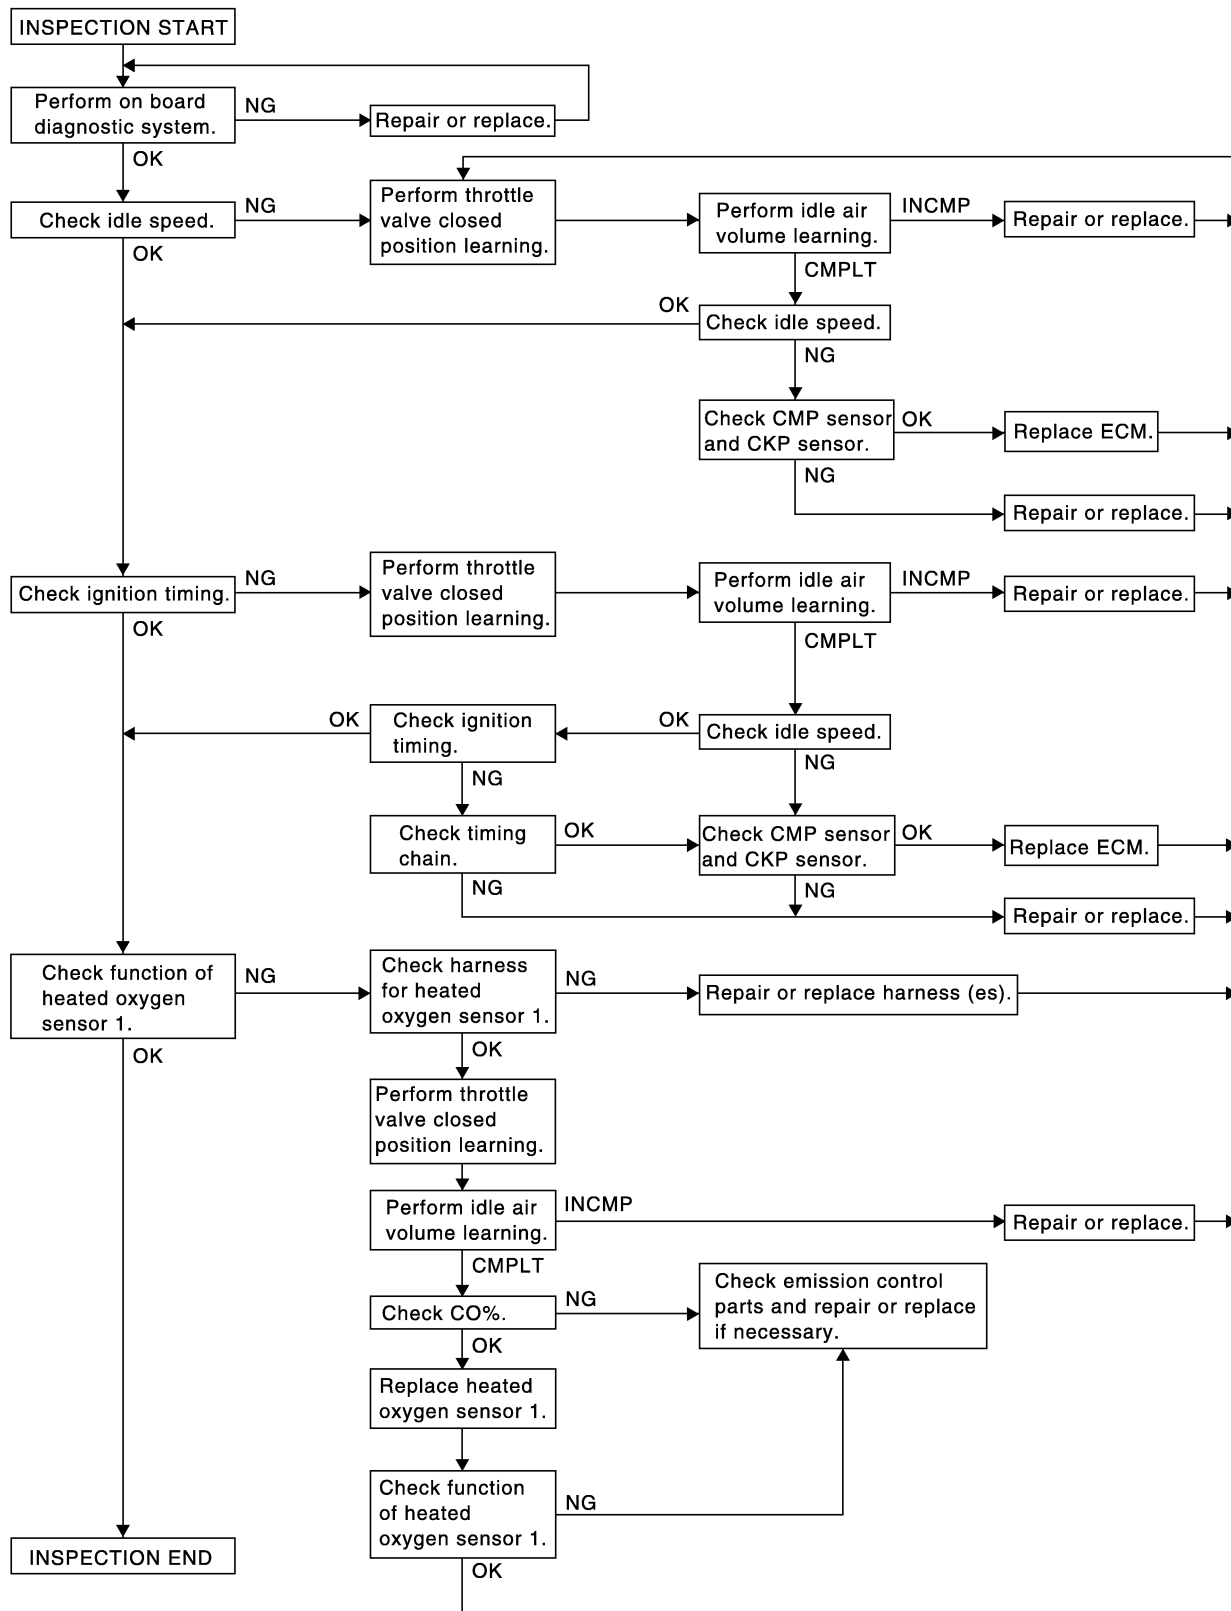 INSPECTION START
Perform on board
diagnostic system.
NG
Repair or replace.
OK
Check idle speed.
NG
Perform throttle
valve closed
position learning.
Perform idle air
volume learning.
INCMP
Repair or replace.
OK
CMPLT
OK
Check idle speed.
NG
Check CMP sensor
and CKP sensor.
OK
Replace ECM.
NG
Repair or replace.
Check ignition timing.
NG
Perform throttle
valve closed
position learning.
Perform idle air
volume learning.
INCMP
Repair or replace.
OK
CMPLT
OK
Check ignition
timing.
OK
Check idle speed.
NG
NG
Check timing
chain.
OK
Check CMP sensor
and CKP sensor.
OK
Replace ECM.
NG
NG
Repair or replace.
Check function of
heated oxygen
sensor 1.
NG
Check harness
for heated
oxygen sensor 1.
NG
Repair or replace harness (es).
OK
OK
Perform throttle
valve closed
position learning.
Perform idle air
volume learning.
INCMP
Repair or replace.
CMPLT
Check CO%.
NG
Check emission control
parts and repair or replace
if necessary.
OK
Replace heated
oxygen sensor 1.
Check function
of heated
oxygen sensor 1.
NG
INSPECTION END
OK